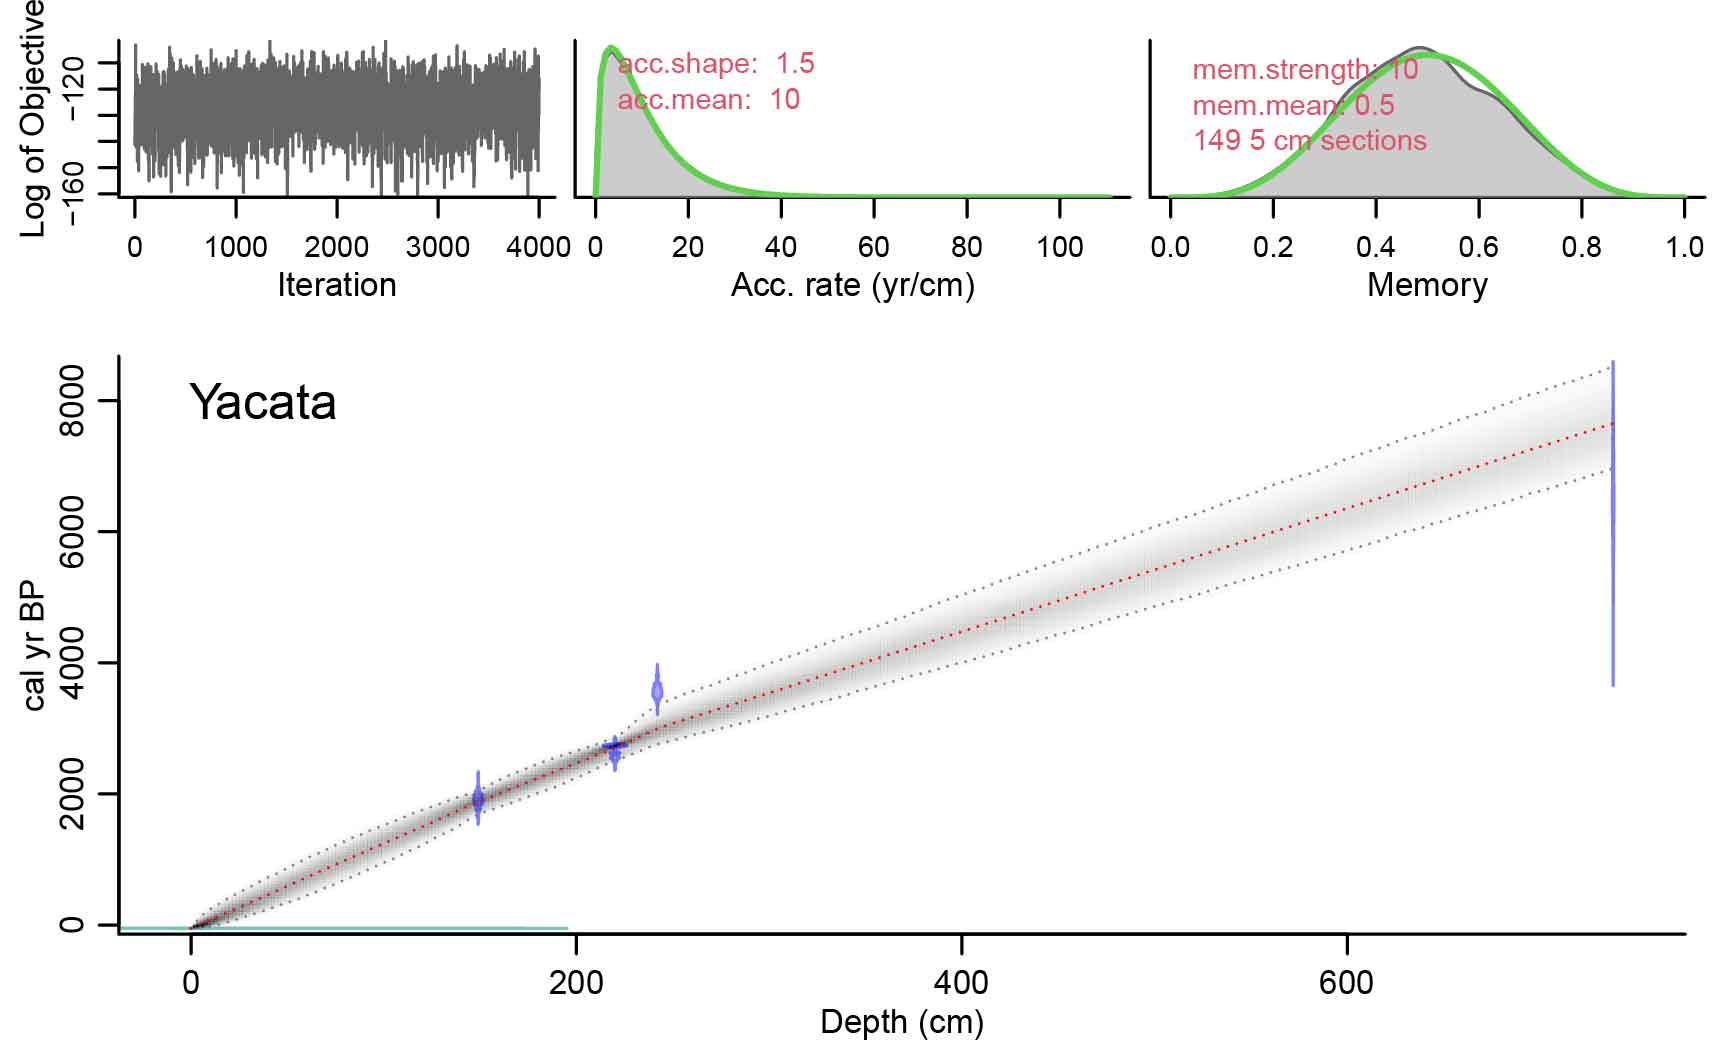 Log of Objective
−120
−160
0 1000 2000 3000 4000
Iteration
acc.shape: 1.5
acc.mean: 10
0 20 40 60 80 100
Acc. rate (yr/cm)
mem.strength: 10
mem.mean: 0.5
149 5 cm sections
0.0 0.2 0.4 0.6 0.8 1.0
Memory
Yacata
cal yr BP
8000
6000
4000
2000
0
0 200 400 600
Depth (cm)